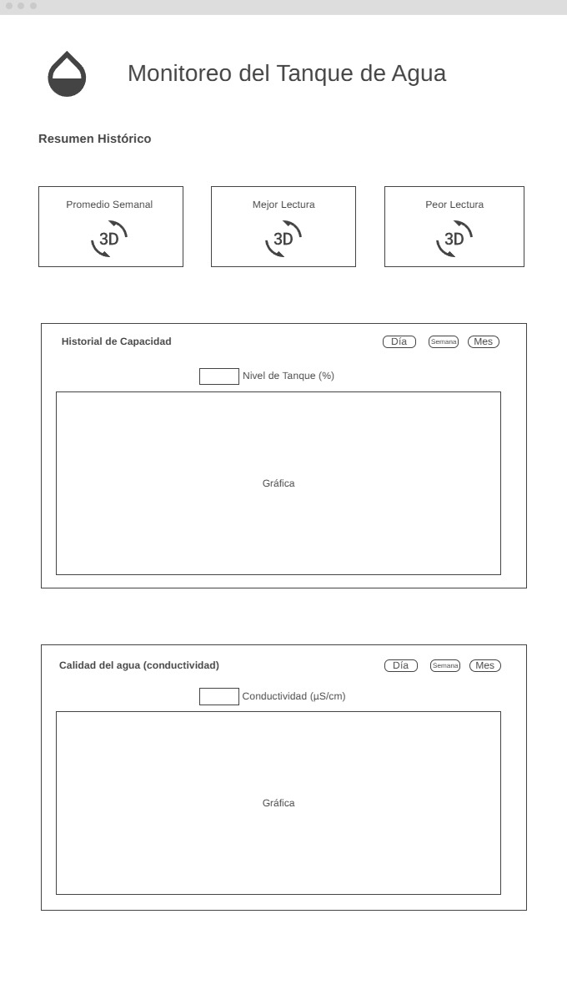 Monitoreo del Tanque de Agua
Resumen Histórico
Promedio Semanal
3D
Mejor Lectura
3D
Peor Lectura
3D
Historial de Capacidad
Día
Semana
Mes
Nivel de Tanque (%)
Gráfica
Calidad del agua (conductividad)
Día
Semana
Mes
Conductividad (µS/cm)
Gráfica